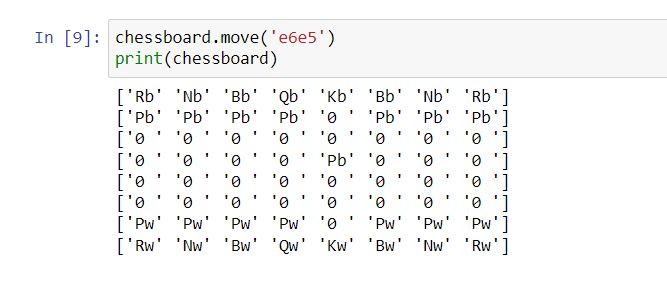 In [9]: chessboard.move('e6e5')
print(chessboard)
['Rb' 'Nb' 'Bb' 'Qb' 'Kb' 'Bb' 'Nb' 'Rb']
['Pb' 'Pb' 'Pb' 'Pb' '0 ' 'Pb' 'Pb' 'Pb']
['0 ' '0 ' '0 ' '0 ' '0 ' '0 ' '0 ' '0 ']
['0 ' '0 ' '0 ' '0 ' 'Pb' '0 ' '0 ' '0 ']
['0 ' '0 ' '0 ' '0 ' '0 ' '0 ' '0 ' '0 ']
['0 ' '0 ' '0 ' '0 ' '0 ' '0 ' '0 ' '0 ']
['Pw' 'Pw' 'Pw' 'Pw' '0 ' 'Pw' 'Pw' 'Pw']
['Rw' 'Nw' 'Bw' 'Qw' 'Kw' 'Bw' 'Nw' 'Rw']